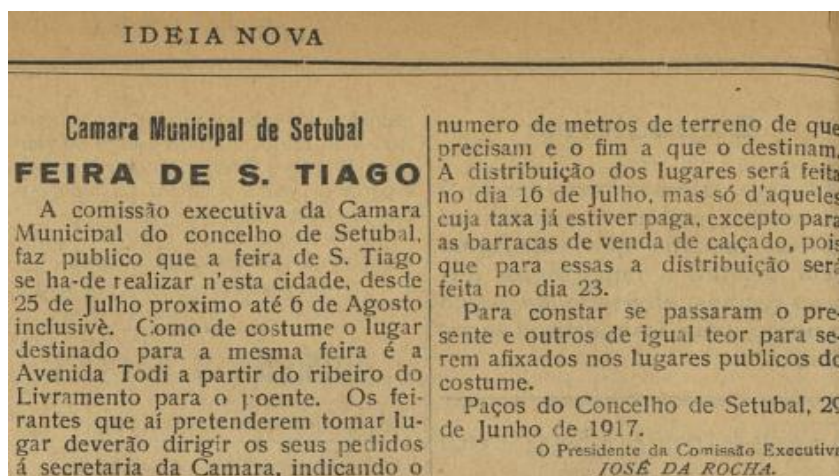 IDEIA NOVA
Camara Municipal de Setubal
FEIRA DE S. TIAGO
A comissão executiva da Camara
Municipal do concelho de Setubal,
faz publico que a feira de S. Tiago
se ha-de realizar n'esta cidade, desde
25 de Julho proximo até 6 de Agosto
inclusivè. Como de costume o lugar
destinado para a mesma feira é a
Avenida Todi a partir do ribeiro do
Livramento para o poente. Os fei-
rantes que aí pretenderem tomar lu-
gar deverão dirigir os seus pedidos
á secretaria da Camara, indicando o
numero de metros de terreno de que
precisam e o fim a que o destinam.
A distribuição dos lugares será feita
no dia 16 de Julho, mas só d'aqueles
cuja taxa já estiver paga, excepto para
as barracas de venda de calçado, pois
que para essas a distribuição será
feita no dia 23.
Para constar se passaram o pre-
sente e outros de igual teor para se-
rem afixados nos lugares publicos do
costume.
Paços do Concelho de Setubal, 29
de Junho de 1917.
O Presidente da Comissão Executiv
JOSÉ DA ROCHA.